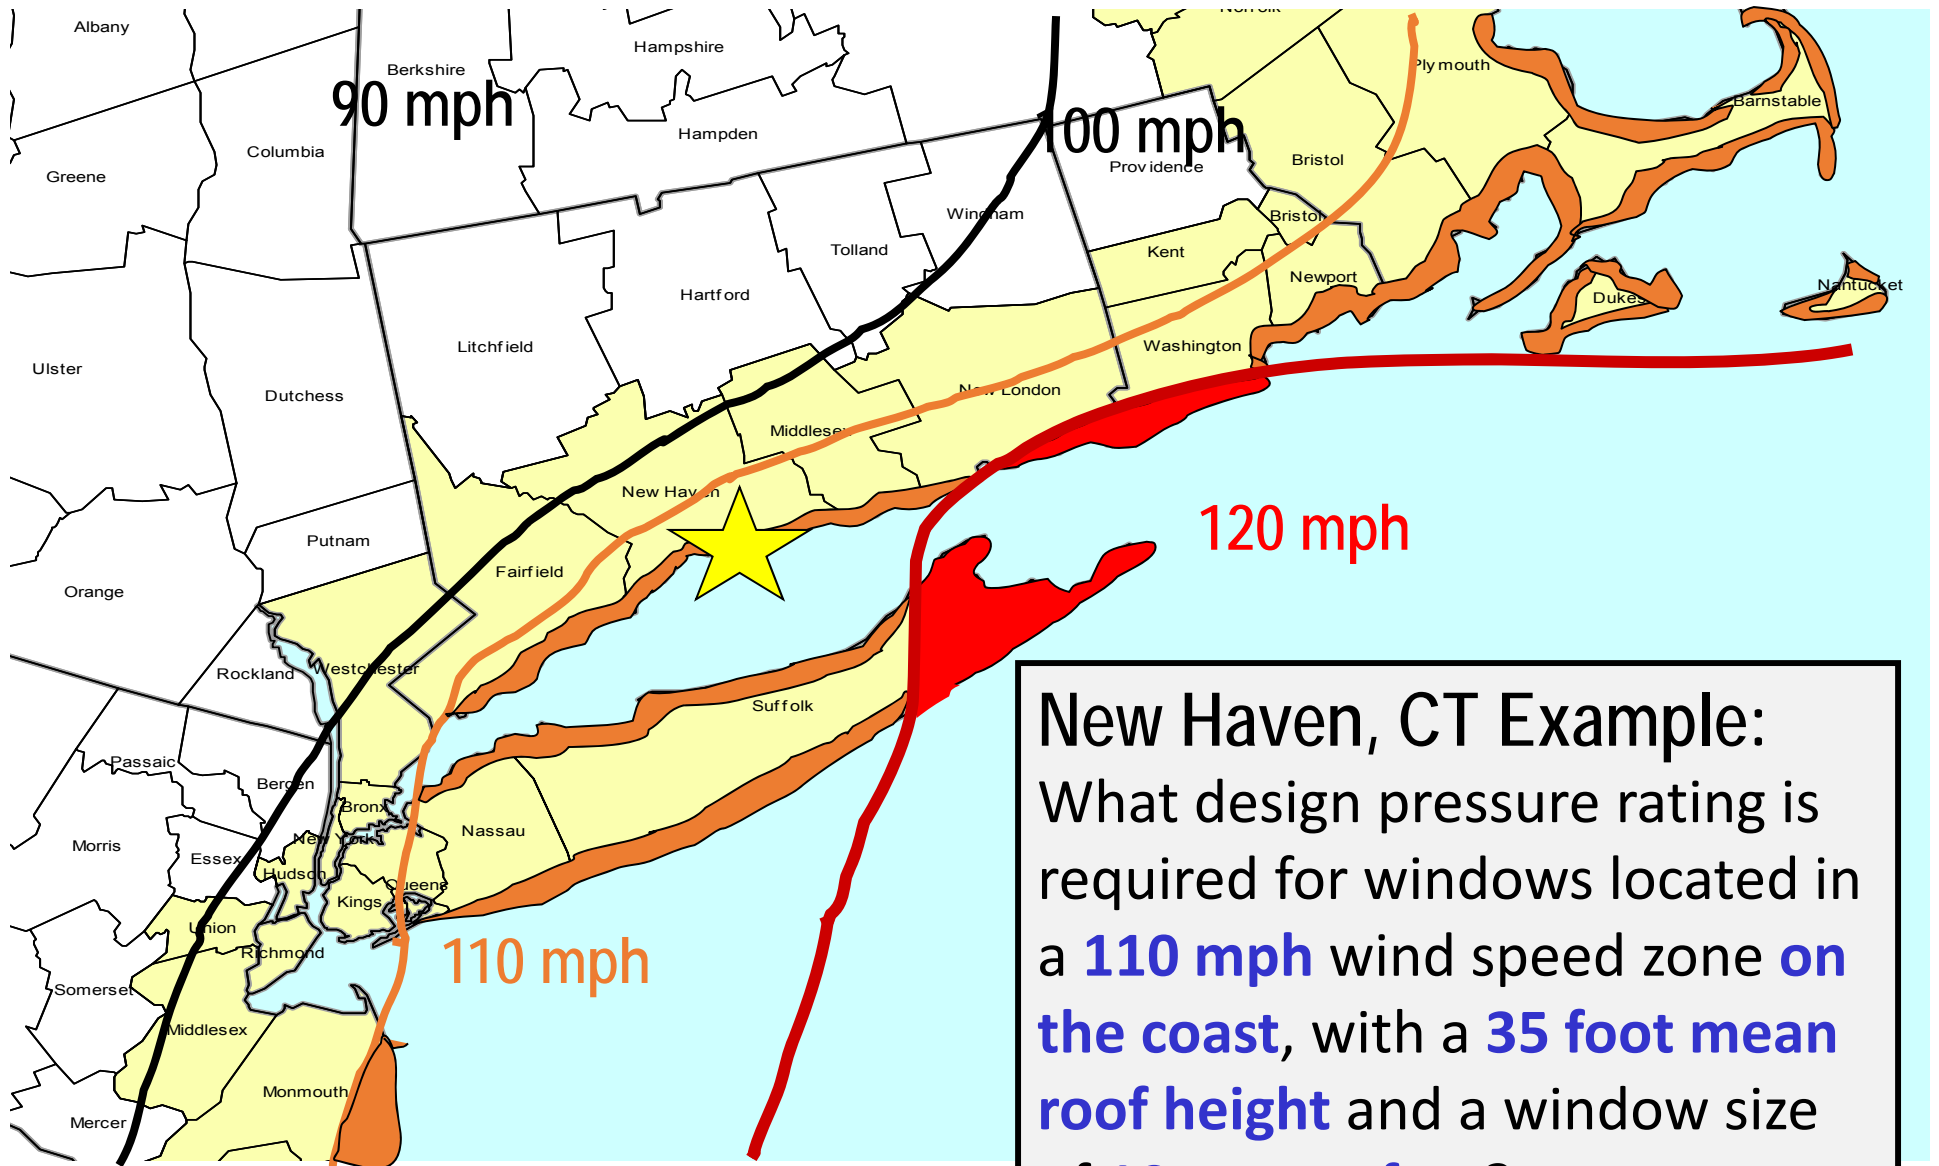 Albany
Hampshire
Norfolk
Berkshire
Plymouth
90 mph
Barnstable
Hampden
100 mph
Columbia
Bristol
Providence
Greene
Windham
Bristol
Tolland
Kent
Newport
Hartford
Dukes
Nantucket
Litchfield
Washington
Ulster
Dutchess
New London
Middlesex
New Haven
120 mph
Putnam
Fairfield
Orange
Rockland
Westchester
Suffolk
Passaic
Bergen
Bronx
Nassau
New York
Morris
Essex
Hudson
Queens
Kings
Union
Richmond
110 mph
Somerset
Middlesex
Monmouth
Mercer
New Haven, CT Example:
What design pressure rating is
required for windows located in
a 110 mph wind speed zone on
the coast, with a 35 foot mean
roof height and a window size